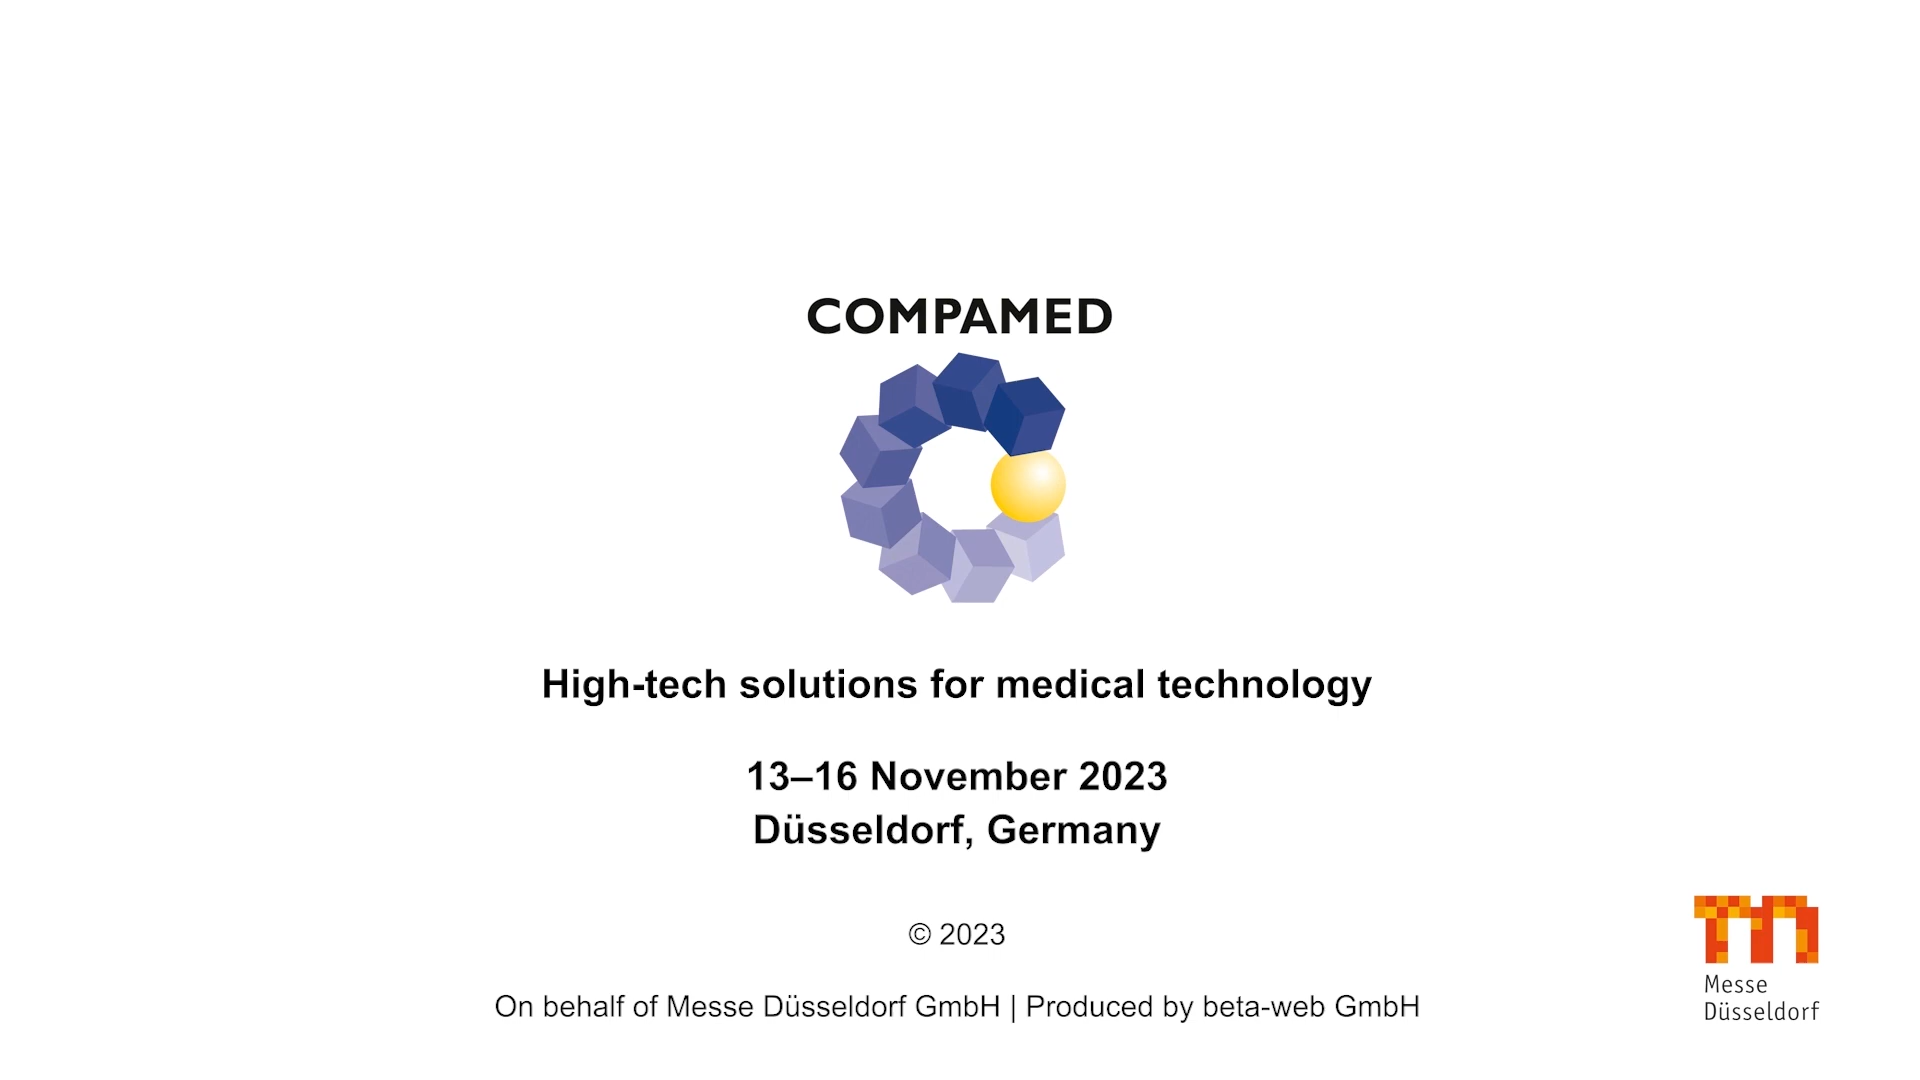 COMPAMED
High-tech solutions for medical technology
13–16 November 2023
Düsseldorf, Germany
© 2023
On behalf of Messe Düsseldorf GmbH | Produced by beta-web GmbH
Messe
Düsseldorf